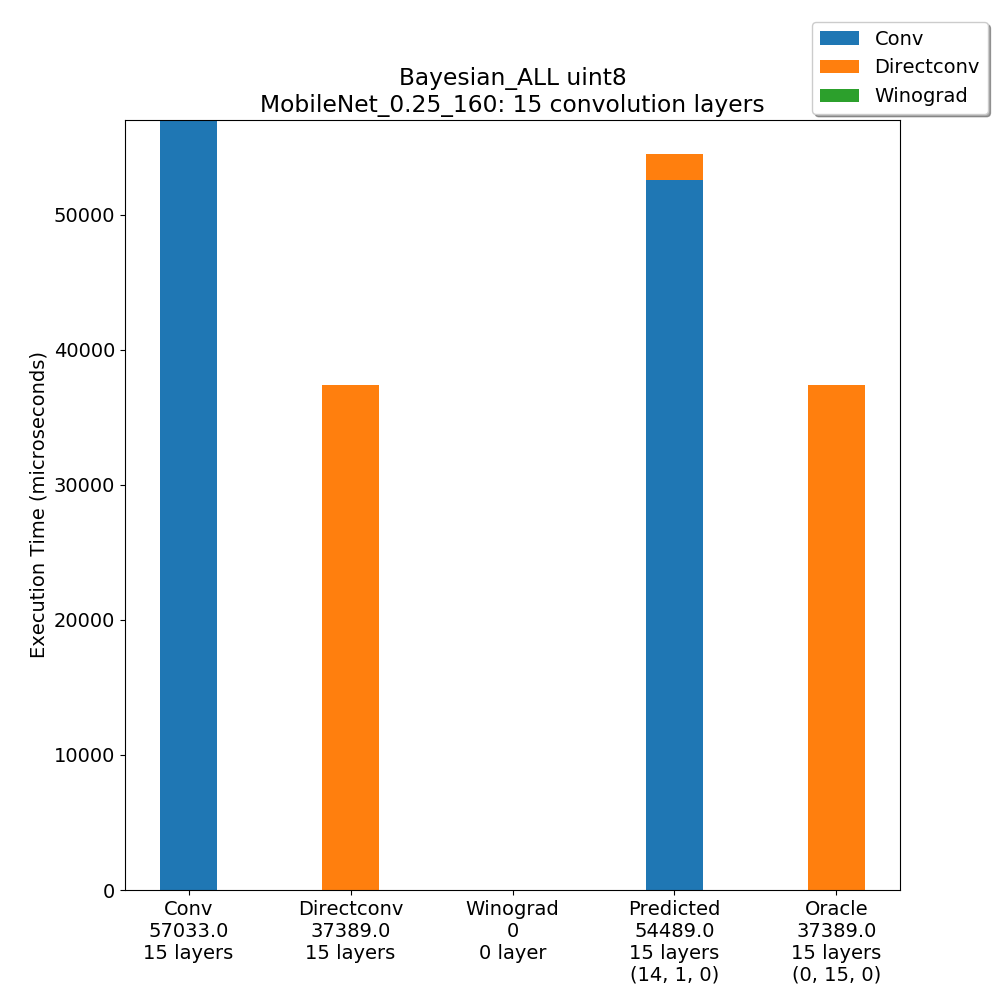 Conv
Directconv
Winograd
Bayesian_ALL uint8
MobileNet_0.25_160: 15 convolution layers
Execution Time (microseconds)
50000
40000
30000
20000
10000
0
Conv
57033.0
15 layers
Directconv
37389.0
15 layers
Winograd
0
0 layer
Predicted
54489.0
15 layers
(14, 1, 0)
Oracle
37389.0
15 layers
(0, 15, 0)